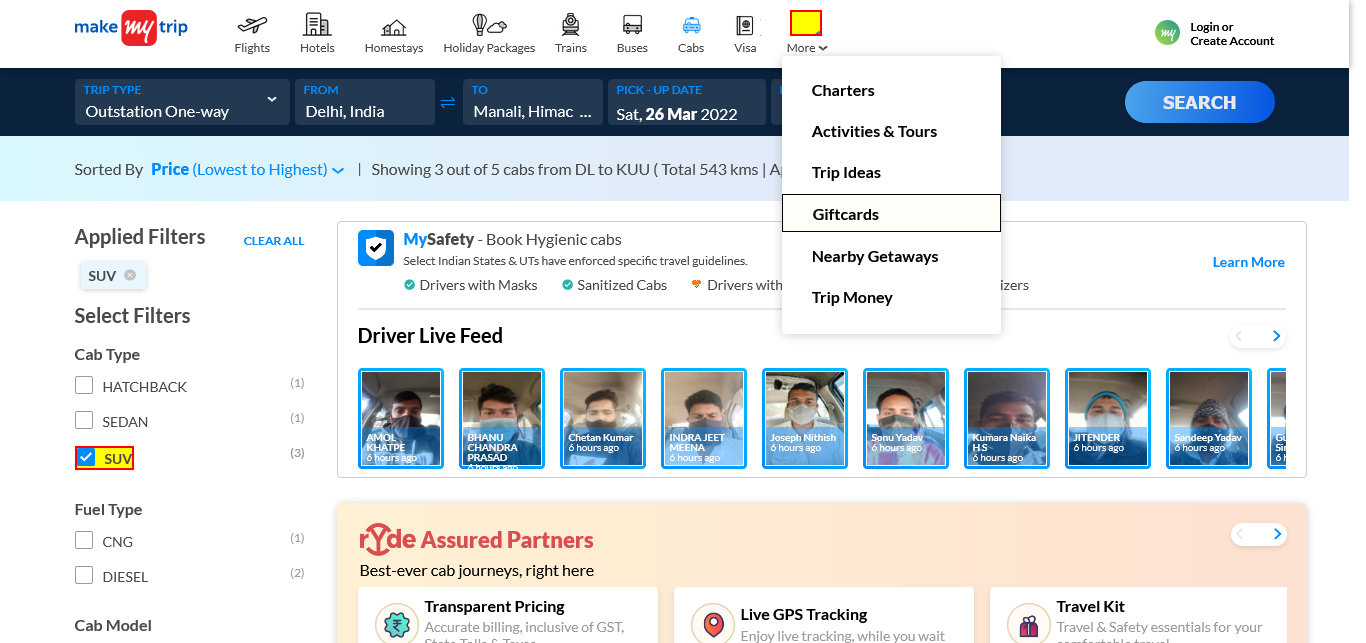 make my trip
Flights
Hotels
Homestays
Holiday Packages
Trains
Buses
Cabs
Visa
More
my
Login or
Create Account
TRIP TYPE
Outstation One-way
FROM
Delhi, India
TO
Manali, Himac ...
PICK - UP DATE
Sat, 26 Mar 2022
SEARCH
Charters
Activities & Tours
Trip Ideas
Giftcards
Nearby Getaways
Trip Money
Sorted By Price (Lowest to Highest) | Showing 3 out of 5 cabs from DL to KUU ( Total 543 kms |
Applied Filters
CLEAR ALL
SUV
Select Filters
Cab Type
HATCHBACK (1)
SEDAN (1)
SUV (3)
Fuel Type
CNG (1)
DIESEL (2)
Cab Model
MySafety - Book Hygienic cabs
Select Indian States & UTs have enforced specific travel guidelines.
Drivers with Masks
Sanitized Cabs
Drivers with
izers
Learn More
Driver Live Feed
AMOL
KHATPE
6 hours ago
BHANU
CHANDRA
PRASAD
6 hours ago
Chetan Kumar
6 hours ago
INDRA JEET
MEENA
6 hours ago
Joseph Nithish
6 hours ago
Sonu Yadav
6 hours ago
Kumara Naika
H.S
6 hours ago
JITENDER
6 hours ago
Sandeep Yadav
6 hours ago
rYde Assured Partners
Best-ever cab journeys, right here
Transparent Pricing
Accurate billing, inclusive of GST,
State Tolls & Taxes
Live GPS Tracking
Enjoy live tracking, while you wait
Travel Kit
Travel & Safety essentials for your
comfortable travel